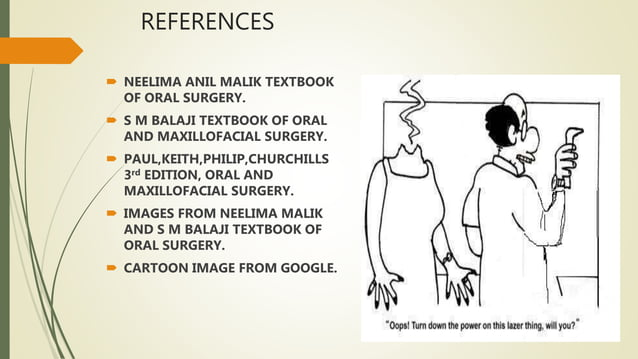 REFERENCES
NEELIMA ANIL MALIK TEXTBOOK
OF ORAL SURGERY.
S M BALAJI TEXTBOOK OF ORAL
AND MAXILLOFACIAL SURGERY.
PAUL,KEITH,PHILIP,CHURCHILLS
3rd EDITION, ORAL AND
MAXILLOFACIAL SURGERY.
IMAGES FROM NEELIMA MALIK
AND S M BALAJI TEXTBOOK OF
ORAL SURGERY.
CARTOON IMAGE FROM GOOGLE.
"Oops! Turn down the power on this lazer thing, will you?"